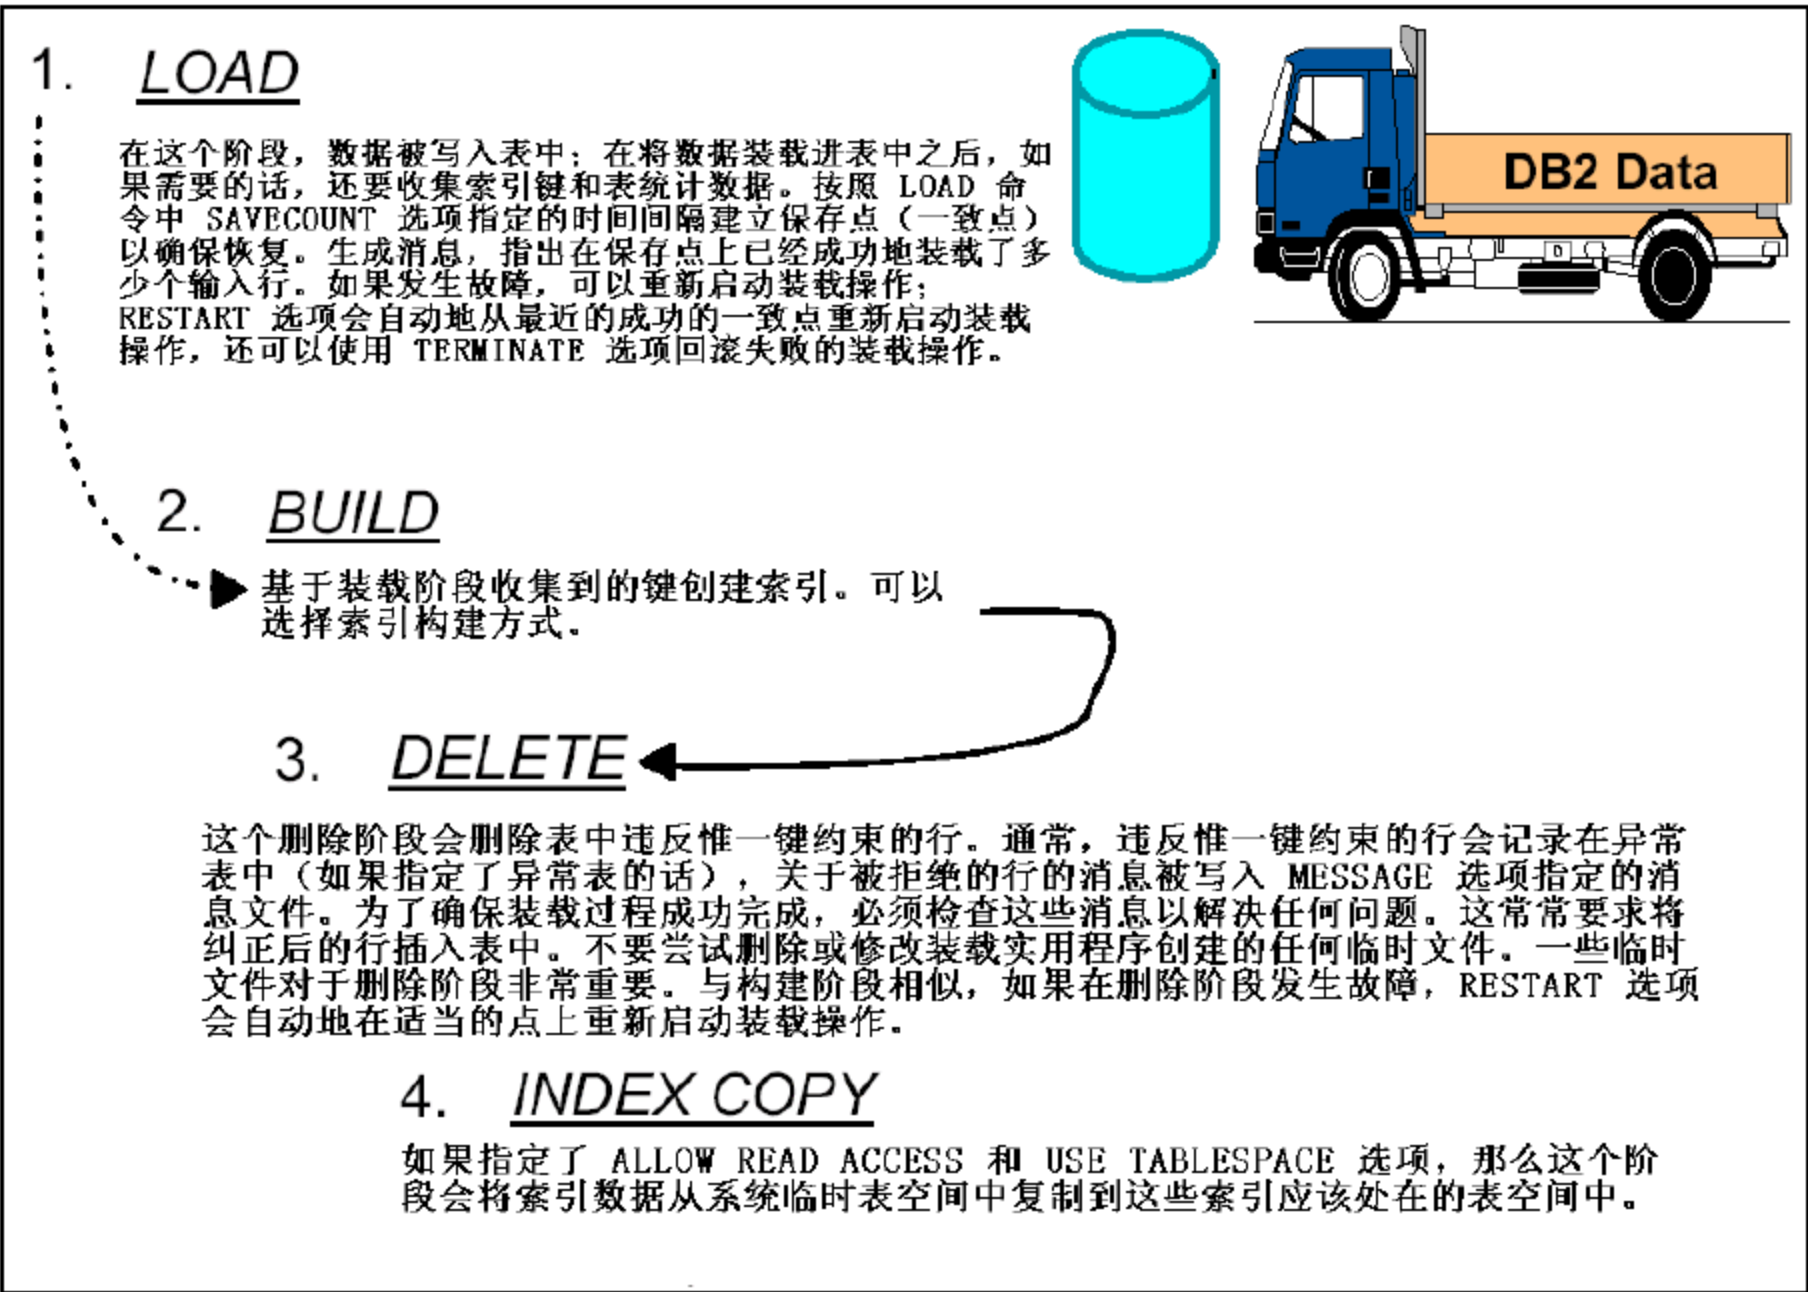 1. LOAD
在这个阶段，数据被写入表中；在将数据装载进表中之后，如
果需要的话，还要收集索引键和表统计数据。按照 LOAD 命
令中 SAVECOUNT 选项指定的时间间隔建立保存点（一致点）
以确保恢复。生成消息，指出在保存点上已经成功地装载了多
少个输入行。如果发生故障，可以重新启动装载操作；
RESTART 选项会自动地从最近的成功的一致点重新启动装载
操作，还可以使用 TERMINATE 选项回滚失败的装载操作。
DB2 Data
2. BUILD
基于装载阶段收集到的键创建索引。可以
选择索引构建方式。
3. DELETE
这个删除阶段会删除表中违反惟一键约束的行。通常，违反惟一键约束的行会记录在异常
表中（如果指定了异常表的话），关于被拒绝的行的消息被写入 MESSAGE 选项指定的消
息文件。为了确保装载过程成功完成，必须检查这些消息以解决任何问题。这常常要求将
纠正后的行插入表中。不要尝试删除或修改装载实用程序创建的任何临时文件。一些临时
文件对于删除阶段非常重要。与构建阶段相似，如果在删除阶段发生故障，RESTART 选项
会自动地在适当的点上重新启动装载操作。
4. INDEX COPY
如果指定了 ALLOW READ ACCESS 和 USE TABLESPACE 选项，那么这个阶
段会将索引数据从系统临时表空间中复制到这些索引应该处在的表空间中。